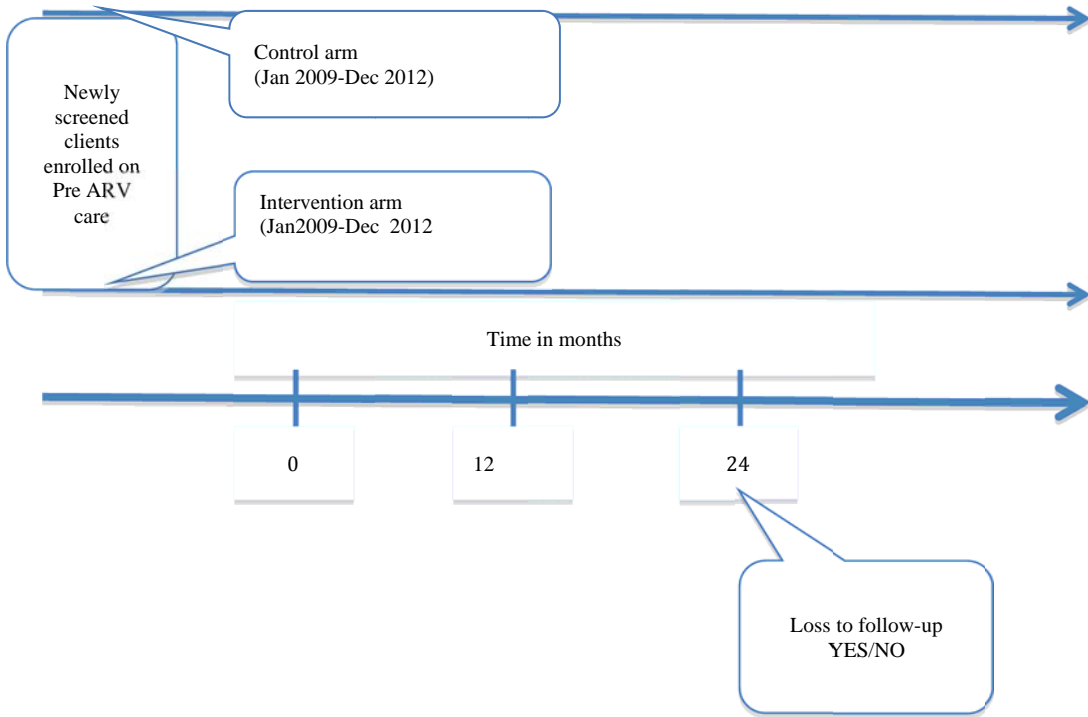 Control arm
(Jan 2009-Dec 2012)
Newly
screened
clients
enrolled on
Pre ARV
care
Intervention arm
(Jan2009-Dec 2012
Time in months
0
12
24
Loss to follow-up
YES/NO